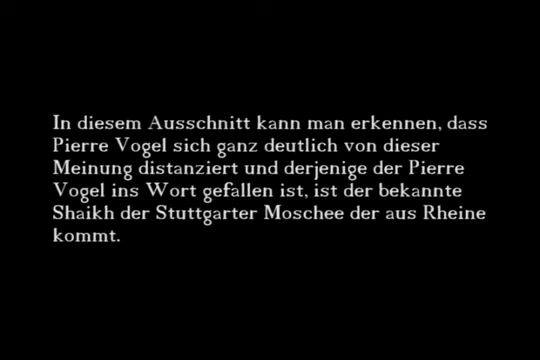 In diesem Ausschnitt kann man erkennen, dass
Pierre Vogel sich ganz deutlich von dieser
Meinung distanziert und derjenige der Pierre
Vogel ins Wort gefallen ist, ist der bekannte
Shaikh der Stuttgarter Moschee der aus Rheine
kommt.